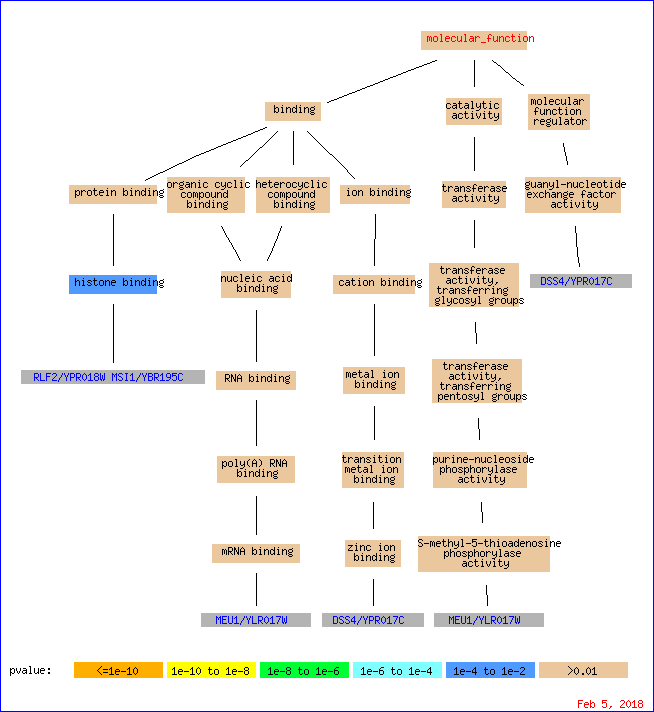 molecular_function
binding
catalytic
activity
molecular
function
regulator
protein binding
organic cyclic
compound
binding
heterocyclic
compound
binding
ion binding
transferase
activity
guanyl-nucleotide
exchange factor
activity
histone binding
nucleic acid
binding
cation binding
transferase
activity,
transferring
glycosyl groups
DSS4/YPR017C
RLF2/YPR018W MSI1/YBR195C
RNA binding
metal ion
binding
transferase
activity,
transferring
pentosyl groups
poly(A) RNA
binding
transition
metal ion
binding
purine-nucleoside
phosphorylase
activity
mRNA binding
zinc ion
binding
S-methyl-5-thioadenosine
phosphorylase
activity
MEU1/YLR017W
DSS4/YPR017C
MEU1/YLR017W
pvalue:
<=1e-10
1e-10 to 1e-8
1e-8 to 1e-6
1e-6 to 1e-4
1e-4 to 1e-2
>0.01
Feb 5, 2018